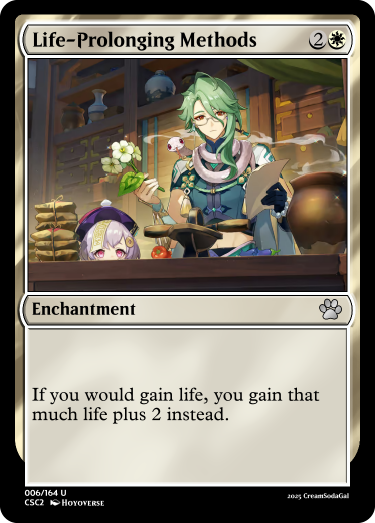 Life-Prolonging Methods 2
Enchantment
If you would gain life, you gain that
much life plus 2 instead.
006/164 U
2025 CreamSodaGal
CSC2 Hoyoverse